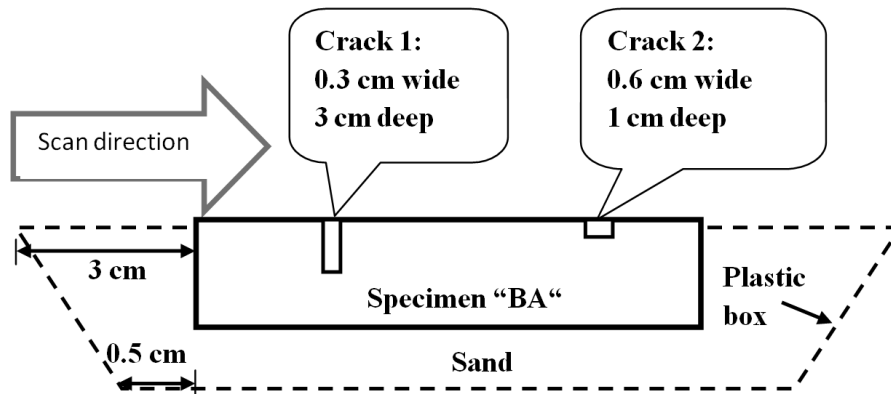 Crack 1:
0.3 cm wide
3 cm deep
Crack 2:
0.6 cm wide
1 cm deep
Scan direction
3 cm
Specimen “BA“
Plastic
box
0.5 cm
Sand